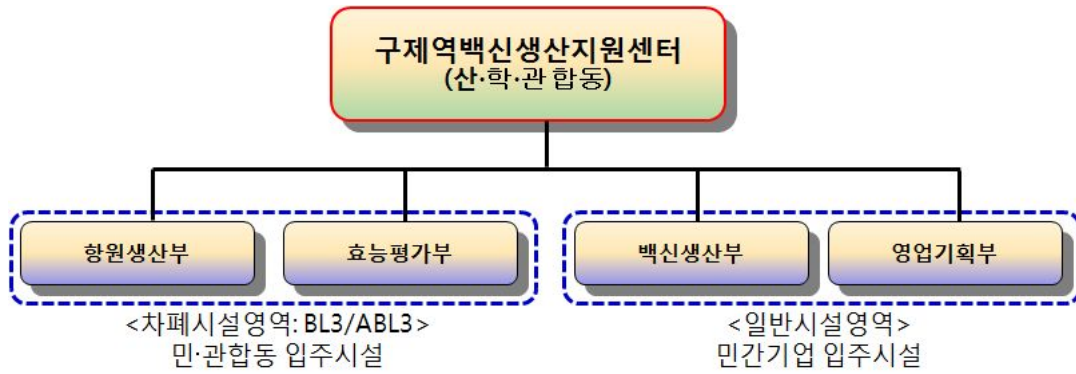 구제역백신생산지원센터
(산·학·관 합동)
항원생산부
효능평가부
백신생산부
영업기획부
<차폐시설영역: BL3/ABL3>
민·관합동 입주시설
<일반시설영역>
민간기업 입주시설